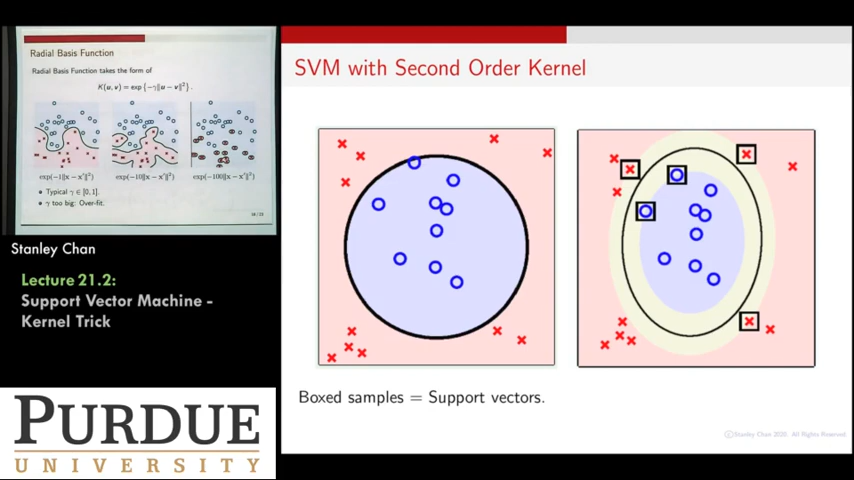 Radial Basis Function
Radial Basis Function takes the form of
K(u, v) = exp {−γ‖u − v‖²} .
exp(−1‖x − x′‖²) exp(−10‖x − x′‖²) exp(−100‖x − x′‖²)
• Typical γ ∈ [0, 1].
• γ too big: Over-fit.
Stanley Chan
Lecture 21.2:
Support Vector Machine -
Kernel Trick
PURDUE
UNIVERSITY
SVM with Second Order Kernel
Boxed samples = Support vectors.
©Stanley Chan 2020. All Rights Reserved